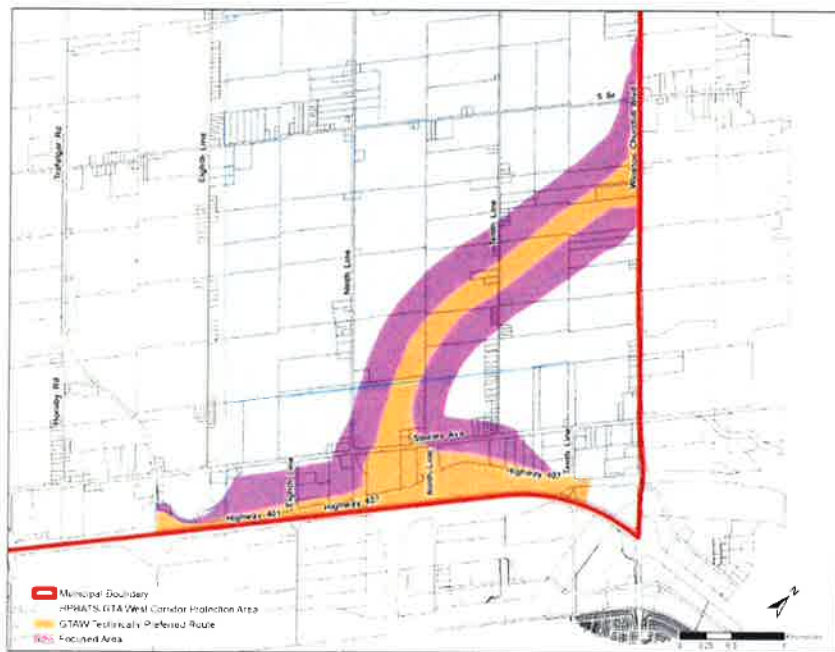 5 Sr
Winston Churchill Blvd
Trafalgar Rd
Eighth Line
Tenth Line
Ninth Line
Hornby Rd
Steeles Ave
Tenth Line
Highway 407
Eighth Line
Ninth Line
Highway 401
Highway 407
Municipal Boundary
HPBATS GTA West Corridor Protection Area
GTAW Technically Preferred Route
Focused Area